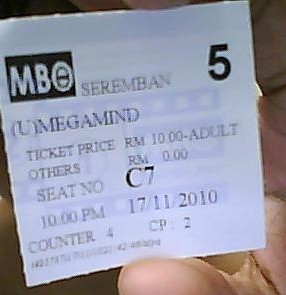 MBO SEREMBAN 5
(U)MEGAMIND
TICKET PRICE RM 10.00-ADULT
OTHERS RM 0.00
SEAT NO C7
10.00 PM 17 11 2010
COUNTER 4 CP: 2